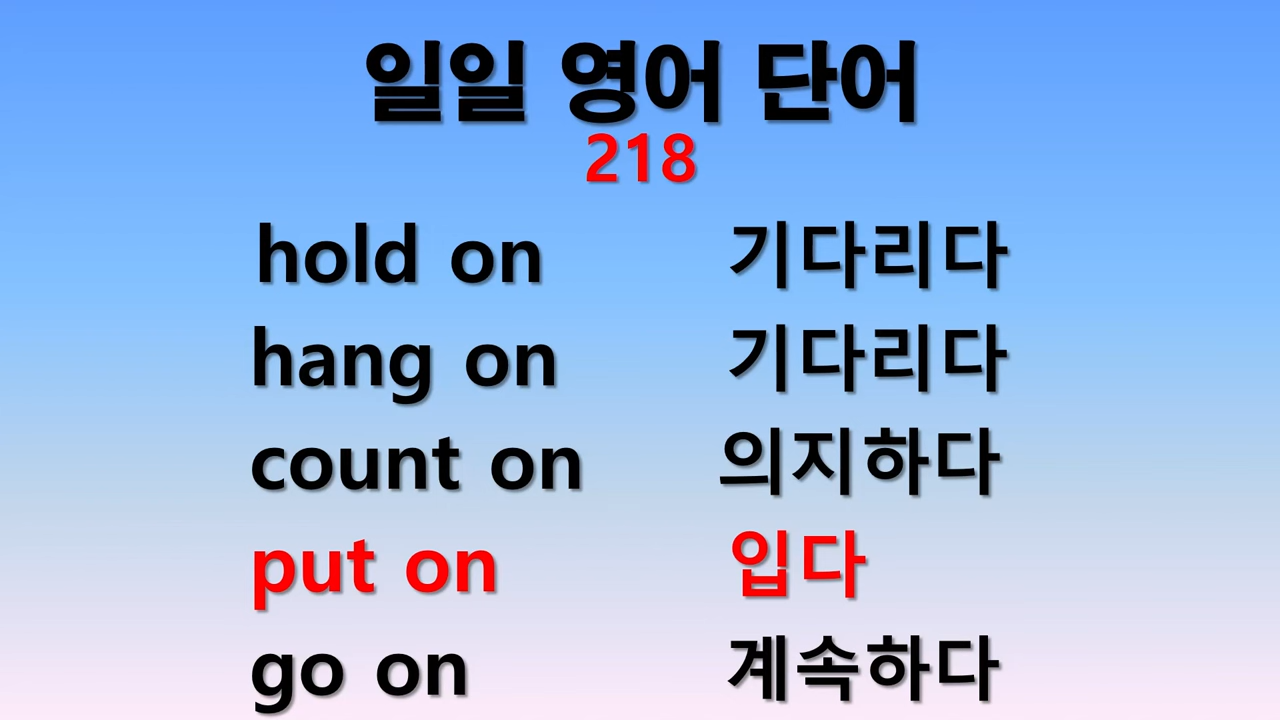 일일 영어 단어
218
hold on 기다리다
hang on 기다리다
count on 의지하다
put on 입다
go on 계속하다